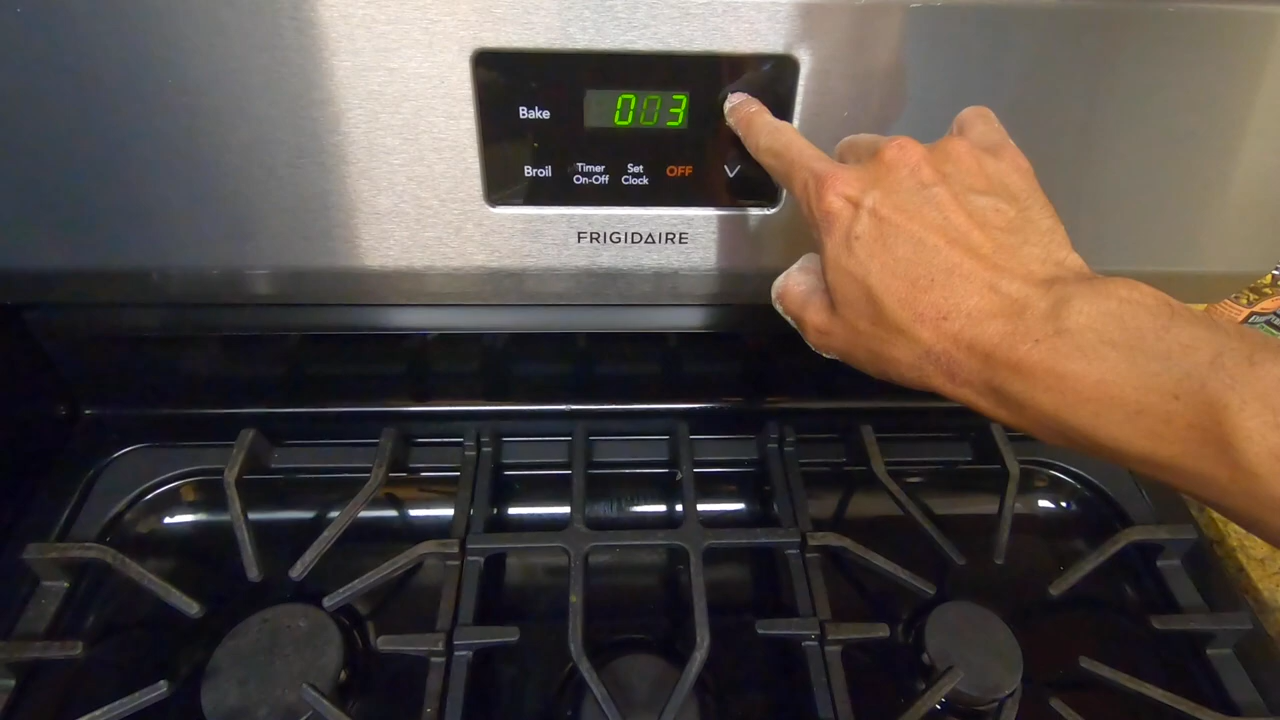 Bake
003
Broil
Timer
On-Off
Set
Clock
OFF
FRIGIDAIRE